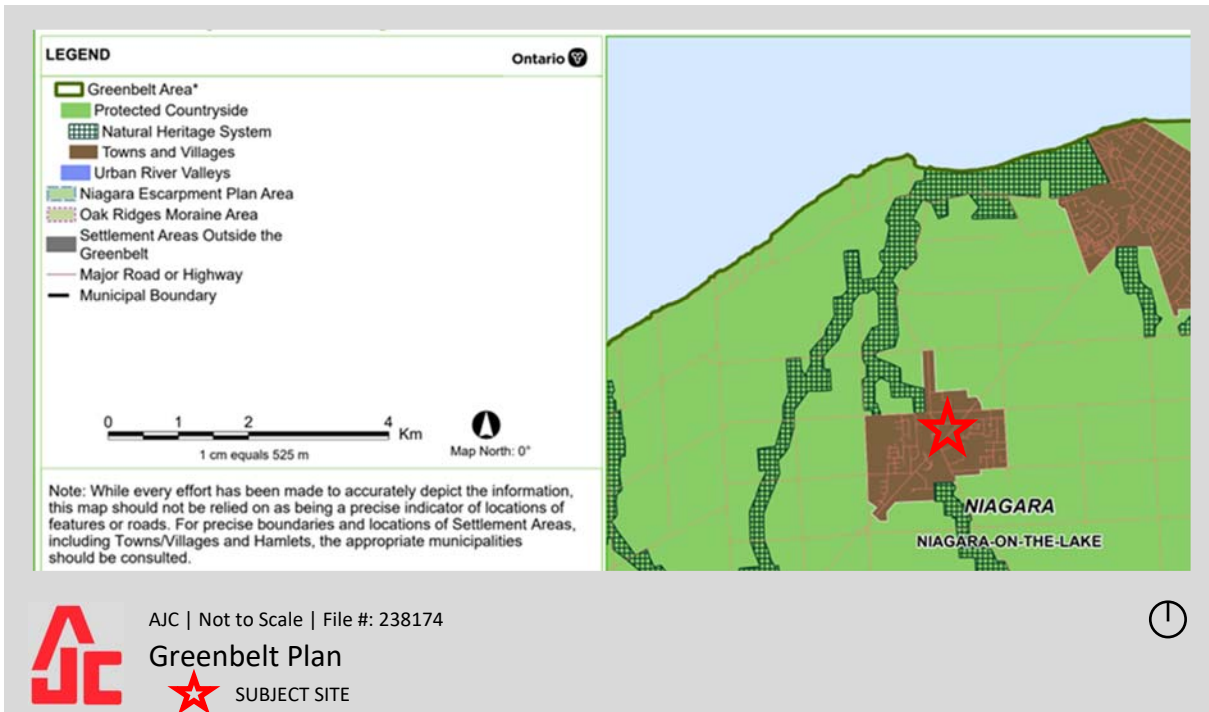 LEGEND
Ontario
Greenbelt Area*
Protected Countryside
Natural Heritage System
Towns and Villages
Urban River Valleys
Niagara Escarpment Plan Area
Oak Ridges Moraine Area
Settlement Areas Outside the
Greenbelt
Major Road or Highway
Municipal Boundary
0 1 2 4 Km
1 cm equals 525 m
Map North: 0°
Note: While every effort has been made to accurately depict the information,
this map should not be relied on as being a precise indicator of locations of
features or roads. For precise boundaries and locations of Settlement Areas,
including Towns/Villages and Hamlets, the appropriate municipalities
should be consulted.
NIAGARA
NIAGARA-ON-THE-LAKE
AJC
AJC | Not to Scale | File #: 238174
Greenbelt Plan
SUBJECT SITE